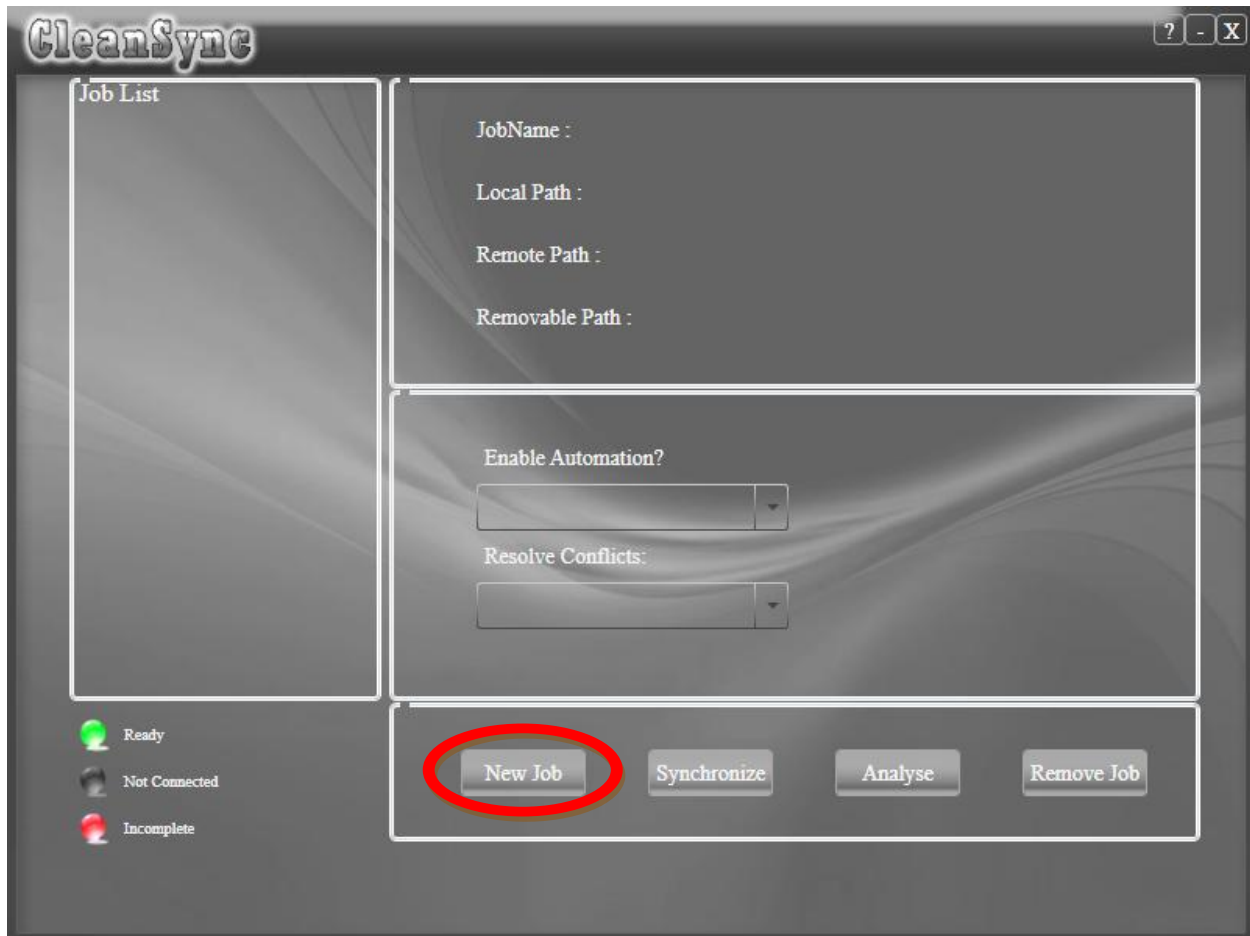 CleanSync
? - X
Job List
JobName :
Local Path :
Remote Path :
Removable Path :
Enable Automation?
Resolve Conflicts:
Ready
Not Connected
Incomplete
New Job Synchronize Analyse Remove Job